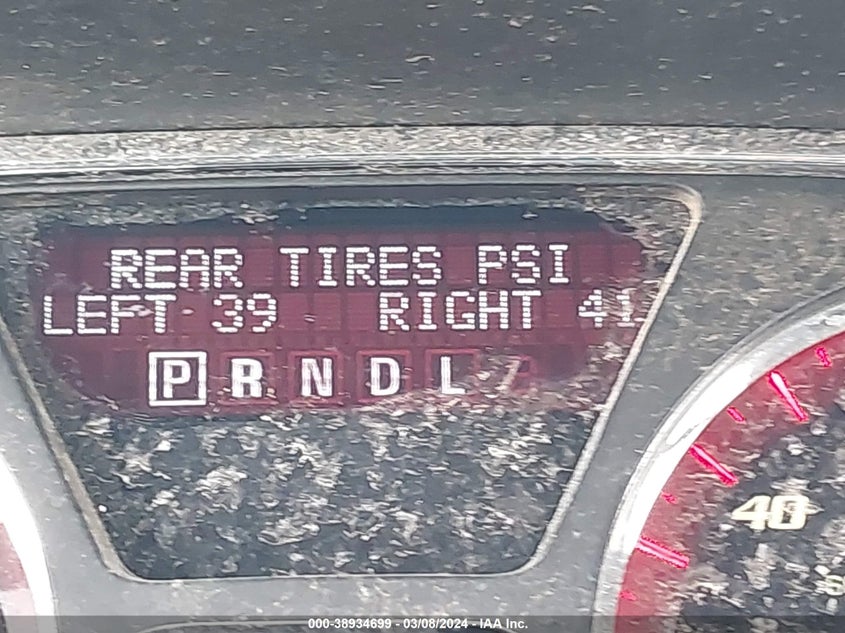 REAR TIRES PSI
LEFT 39 RIGHT 41
P R N D L
40
000-38934699 - 03/08/2024 - IAA Inc.